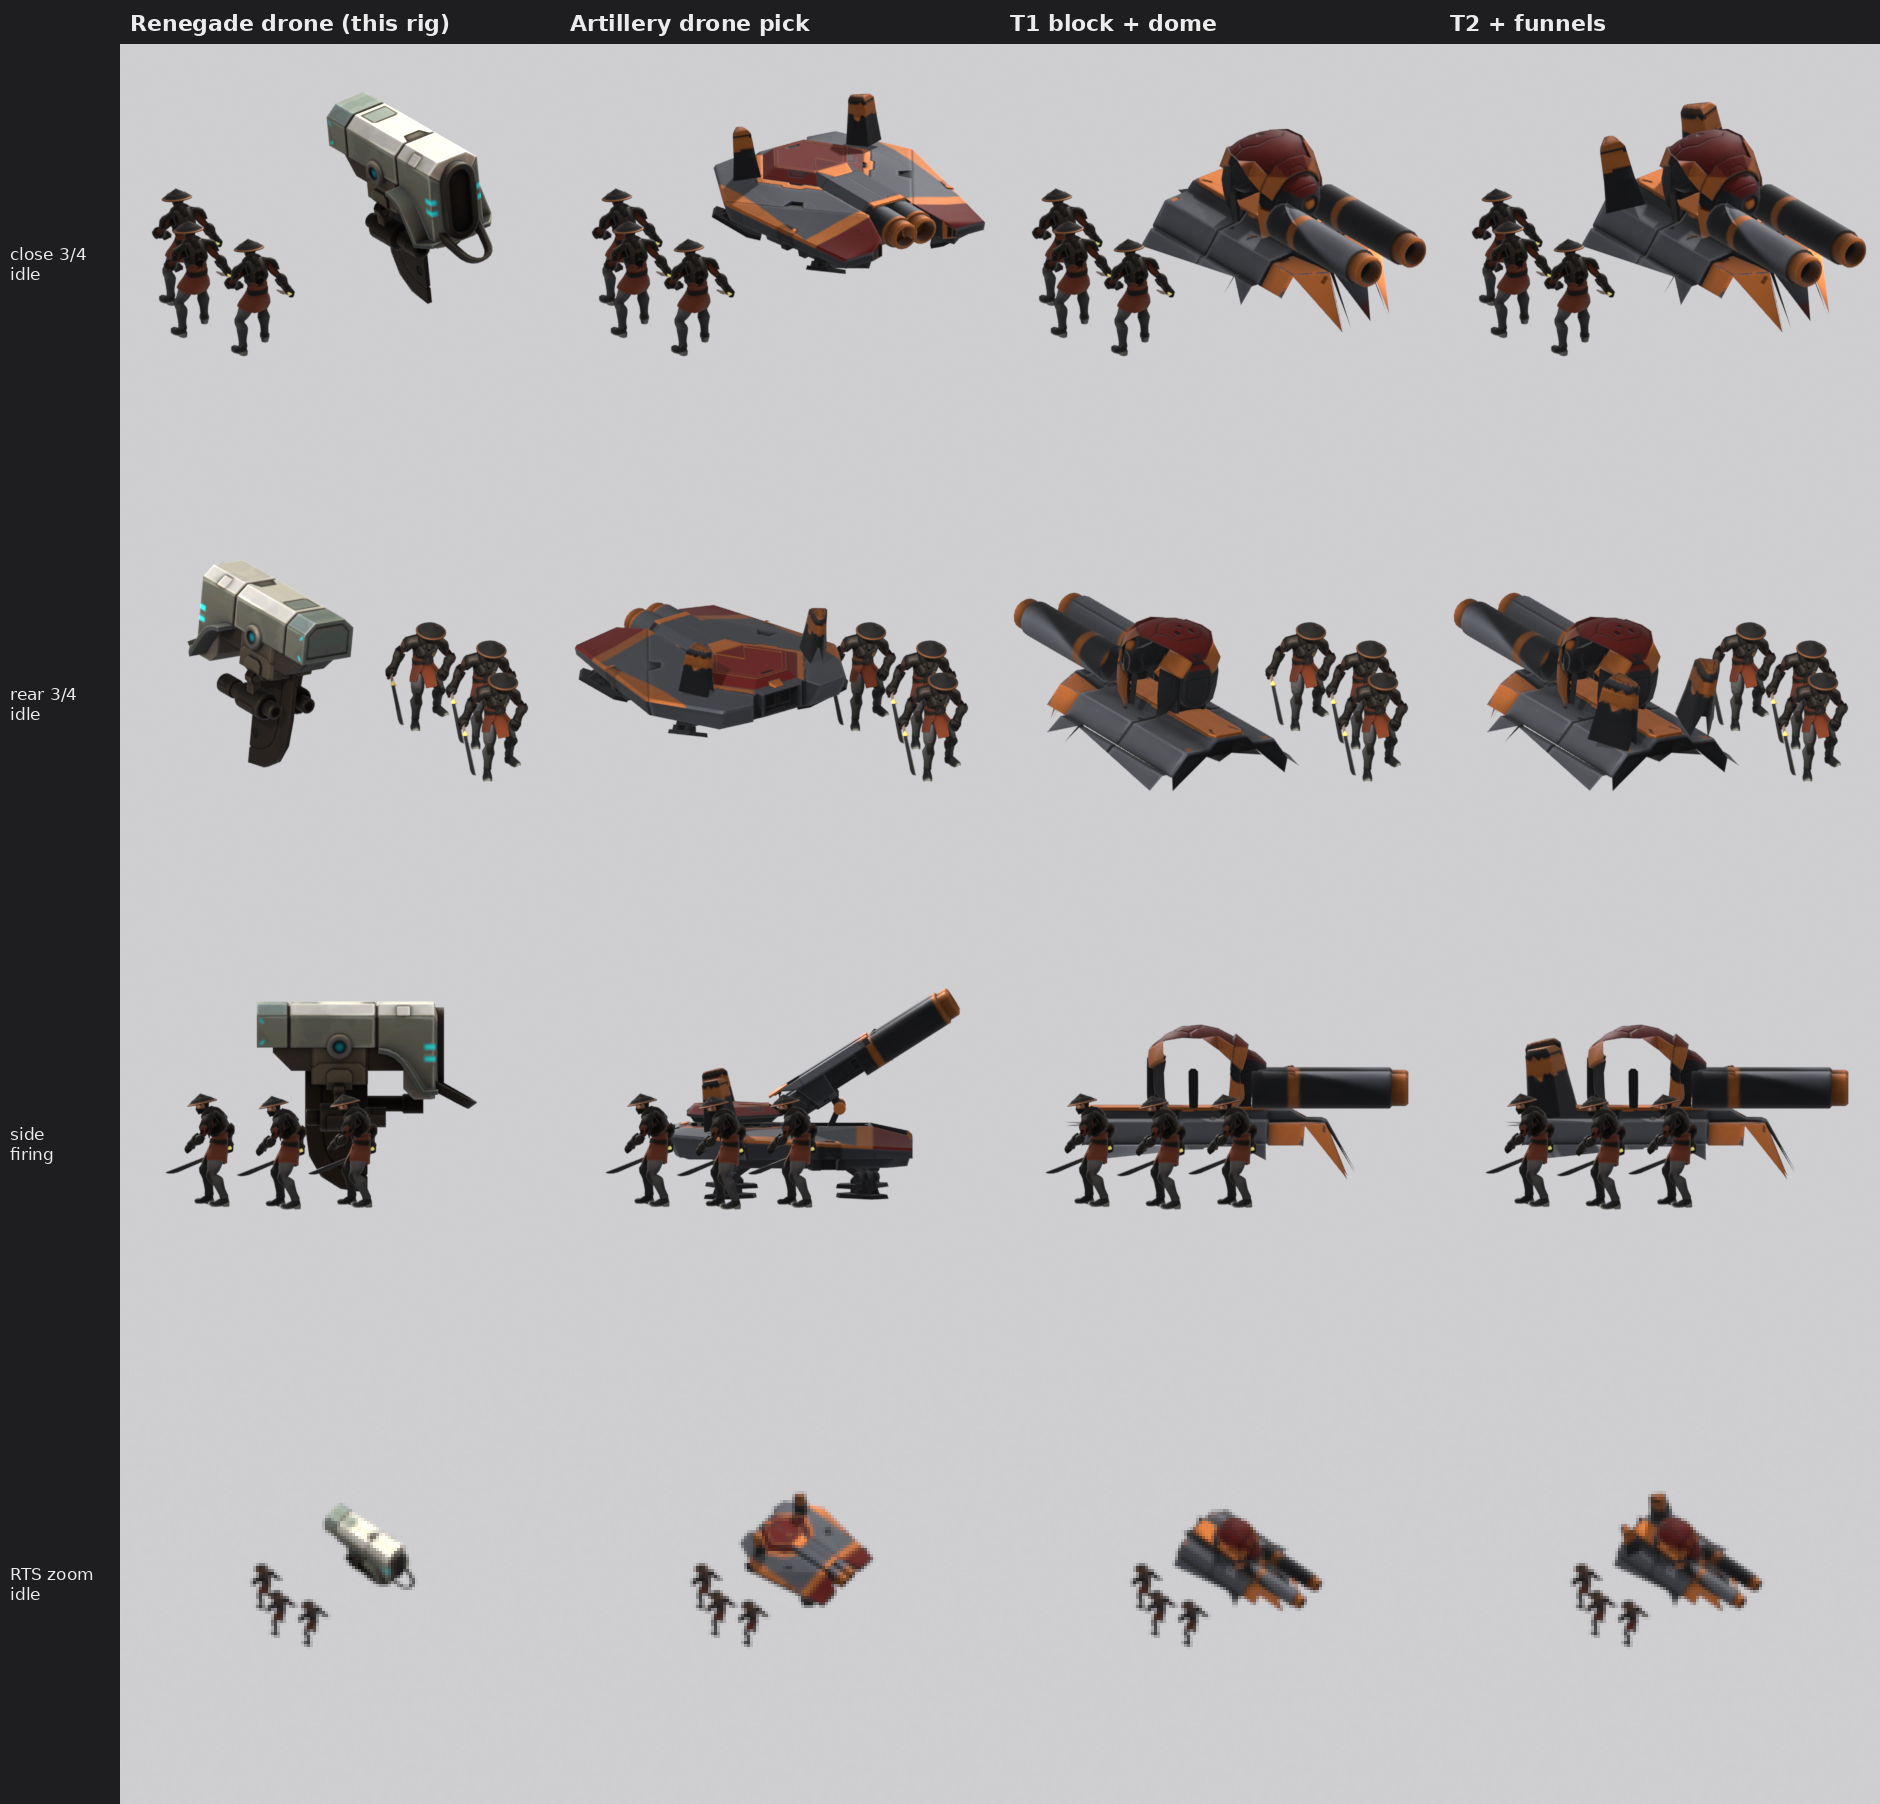 Renegade drone (this rig)
Artillery drone pick
T1 block + dome
T2 + funnels
close 3/4
idle
rear 3/4
idle
side
firing
RTS zoom
idle